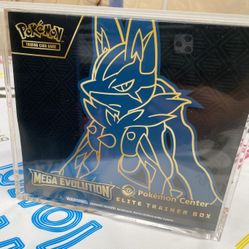 Pokémon
TRADING CARD GAME
MEGA EVOLUTION
Pokémon Center
ELITE TRAINER BOX
WARNING: